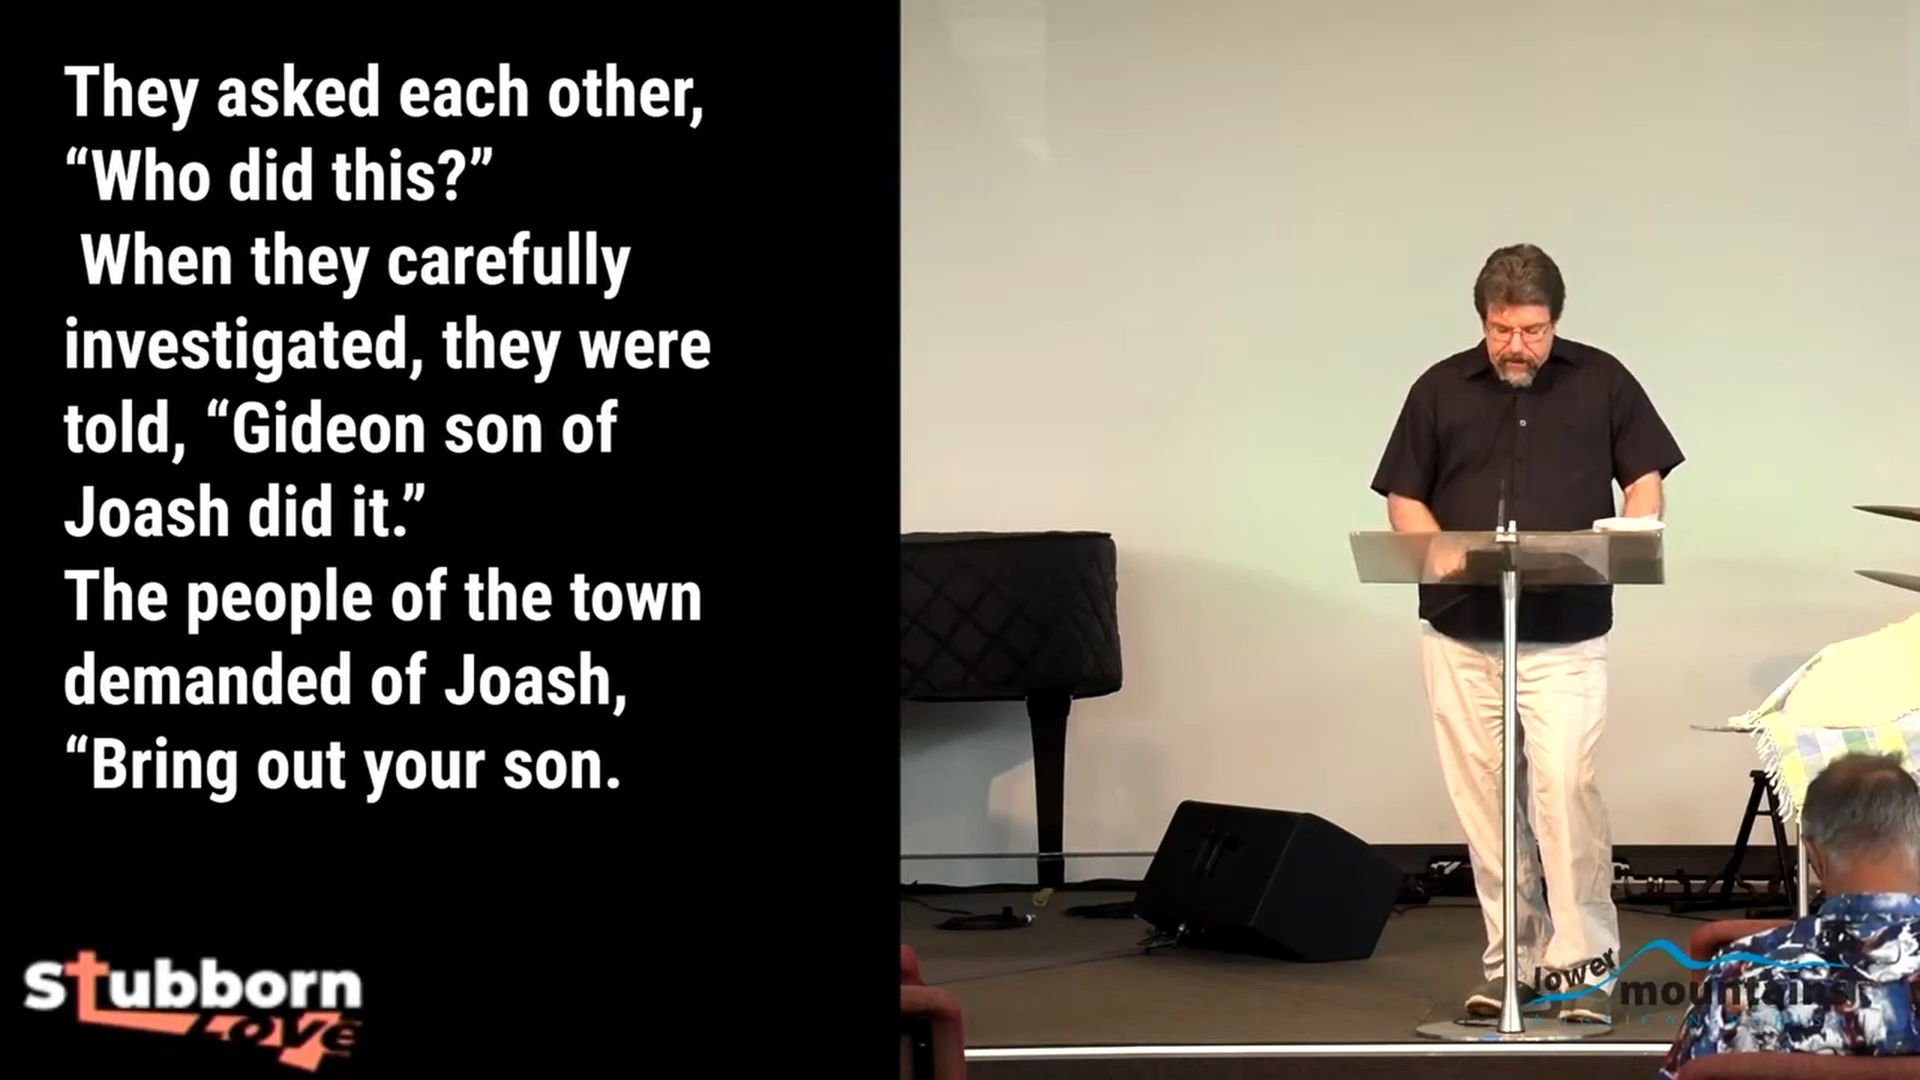 They asked each other,
“Who did this?”
When they carefully
investigated, they were
told, “Gideon son of
Joash did it.”
The people of the town
demanded of Joash,
“Bring out your son.
Stubborn
Love
lower
mountains